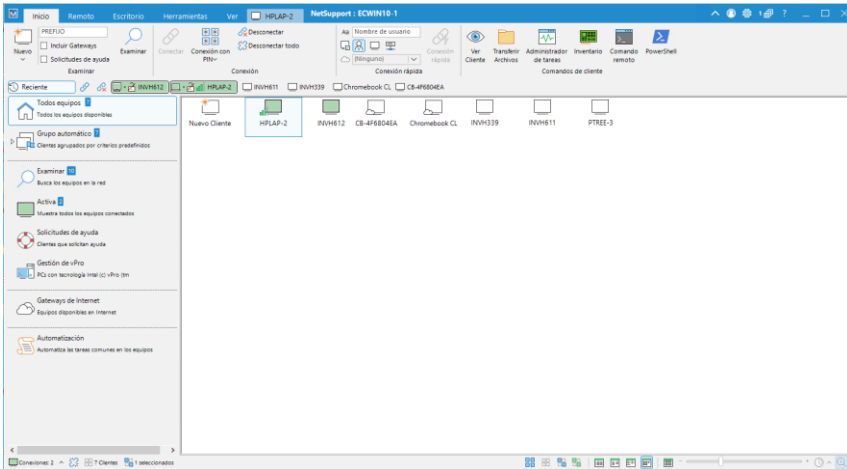 Inicio Remoto Escritorio Herramientas Ver HPLAP-2 NetSupport : ECWIN10-1
Nuevo
PREFIJO
Indluir Gateways
Solicitudes de ayuda
Examinar
Examinar
Conectar
Conexión con
PIN
Desconectar
Desconectar todo
Conexión
Nombre de usuario
(Ninguno)
Conexión
rápida
Conexión rápida
Ver
Cliente
Transferir
Archivos
Administrador
de tareas
Inventario
Comando
remoto
PowerShell
Comandos de cliente
Reciente INVH612 HPLAP-2 INVH611 INVH339 Chromebook CL CB-4F6804EA
Todos equipos 7
Todos los equipos disponibles
Grupo automático 7
Clientes agrupados por criterios predefinidos
Examinar 10
Busca los equipos en la red
Activa 2
Muestra todos los equipos conectados
Solicitudes de ayuda
Clientes que solicitan ayuda
Gestión de vPro
PCs con tecnología Intel (c) vPro (tm
Gateways de Internet
Equipos disponibles en Internet
Automatización
Automatiza las tareas comunes en los equipos
Nuevo Cliente HPLAP-2 INVH612 CB-4F6804EA Chromebook CL INVH339 INVH611 PTREE-3
Conexiones: 2 7 Clientes 1 seleccionados